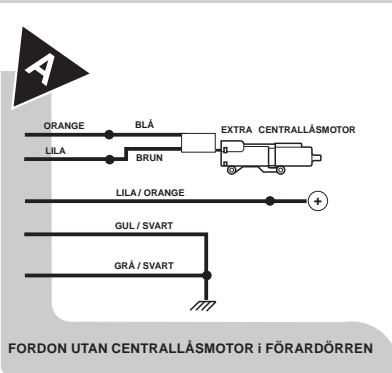 A
ORANGE
BLÅ
EXTRA CENTRALLÅSMOTOR
LILA
BRUN
LILA / ORANGE
+
GUL / SVART
GRÅ / SVART
FORDON UTAN CENTRALLÅSMOTOR i FÖRARDÖRREN